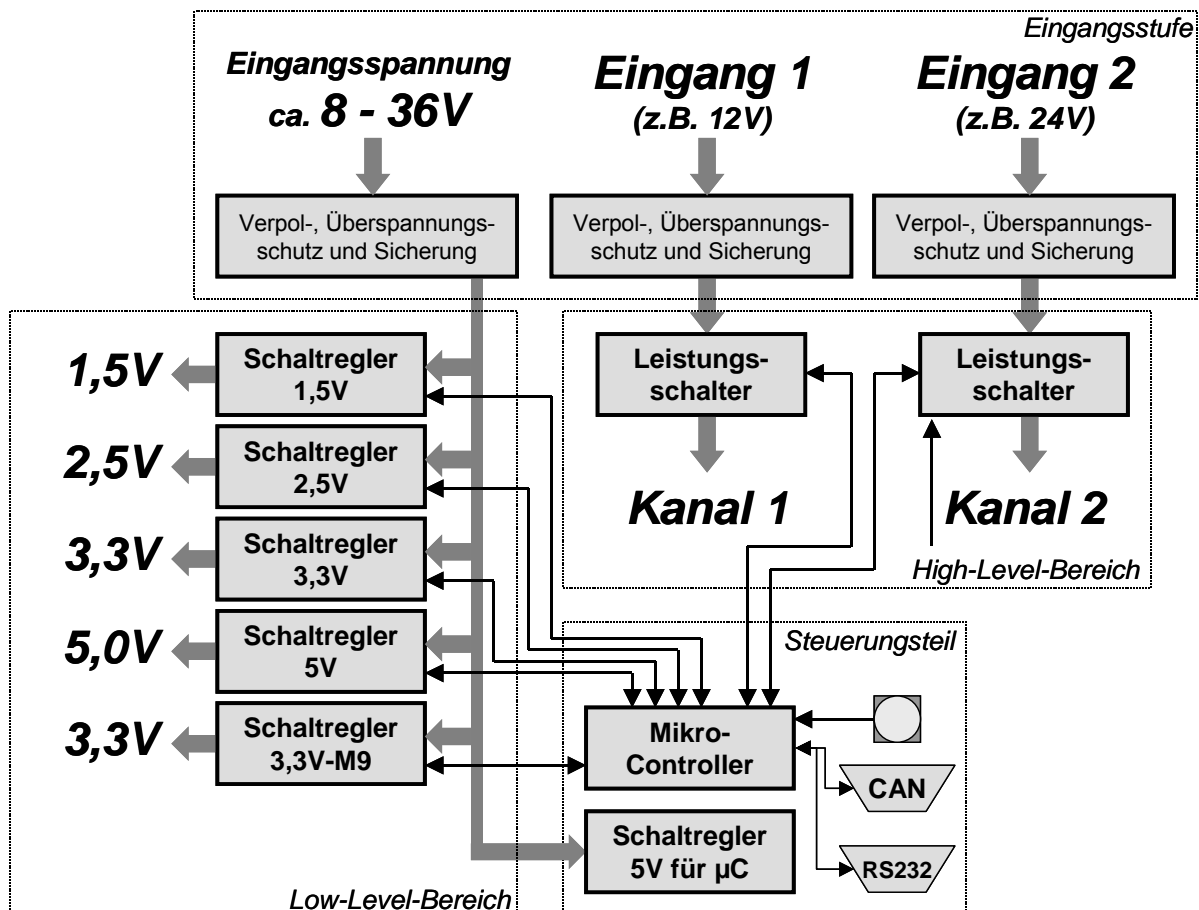 Eingangsstufe
Eingangsspannung
ca. 8 - 36V
Eingang 1
(z.B. 12V)
Eingang 2
(z.B. 24V)
Verpol-, Überspannungs-
schutz und Sicherung
Verpol-, Überspannungs-
schutz und Sicherung
Verpol-, Überspannungs-
schutz und Sicherung
1,5V
Schaltregler
1,5V
2,5V
Schaltregler
2,5V
3,3V
Schaltregler
3,3V
5,0V
Schaltregler
5V
3,3V
Schaltregler
3,3V-M9
Low-Level-Bereich
Leistungs-
schalter
Leistungs-
schalter
Kanal 1
Kanal 2
High-Level-Bereich
Steuerungsteil
Mikro-
Controller
CAN
Schaltregler
5V für µC
RS232